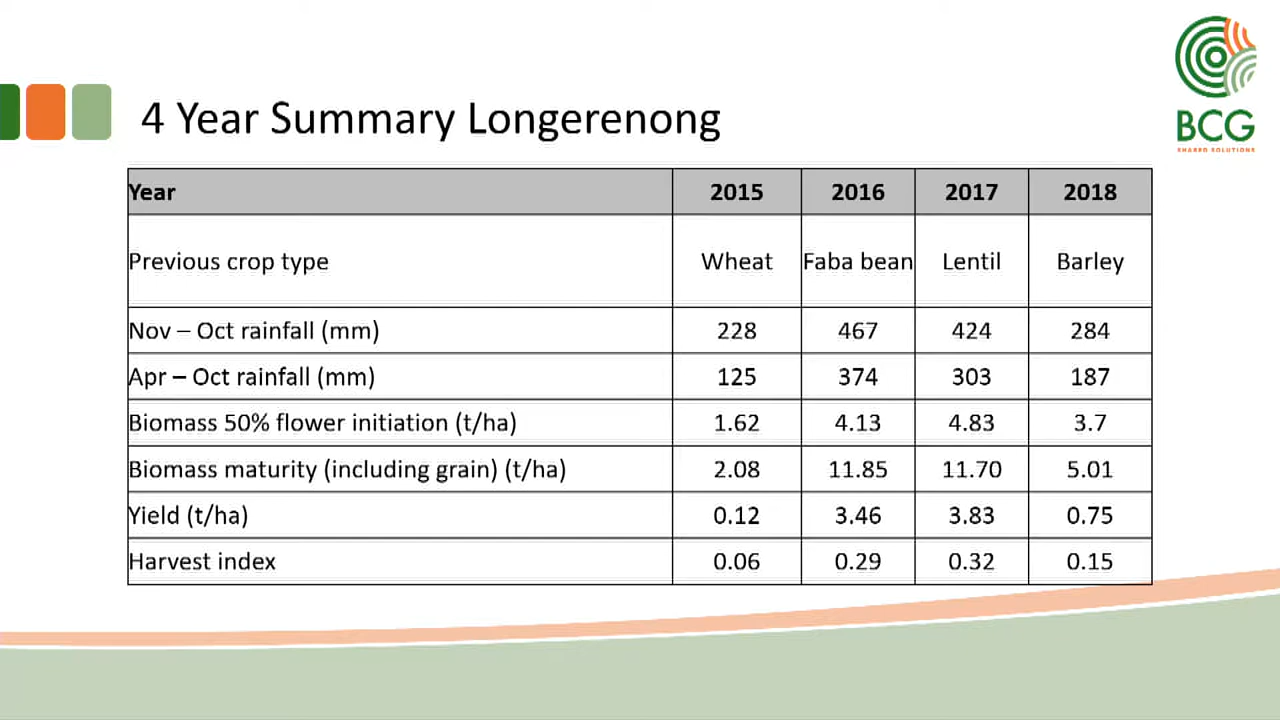 BCG
SHARED SOLUTIONS
4 Year Summary Longerenong
Year 2015 2016 2017 2018
Previous crop type Wheat Faba bean Lentil Barley
Nov – Oct rainfall (mm) 228 467 424 284
Apr – Oct rainfall (mm) 125 374 303 187
Biomass 50% flower initiation (t/ha) 1.62 4.13 4.83 3.7
Biomass maturity (including grain) (t/ha) 2.08 11.85 11.70 5.01
Yield (t/ha) 0.12 3.46 3.83 0.75
Harvest index 0.06 0.29 0.32 0.15